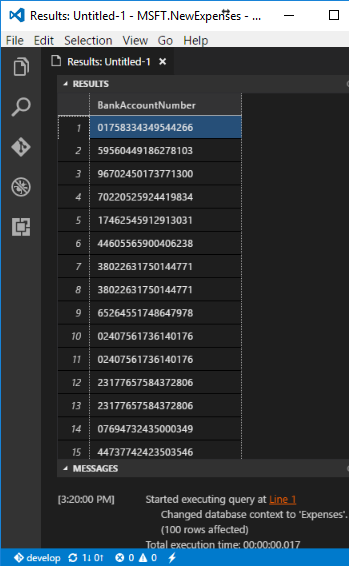 Results: Untitled-1 - MSFT.NewExpenses - ...
File Edit Selection View Go Help
Results: Untitled-1
RESULTS
BankAccountNumber
1 01758334349544266
2 59560449186278103
3 96702450173771300
4 70220525924419834
5 17462545912913031
6 44605565900406238
7 38022631750144771
8 38022631750144771
9 65264551748647978
10 02407561736140176
11 02407561736140176
12 23177657584372806
13 23177657584372806
14 07694732435000349
15 44737742423503546
MESSAGES
[3:20:00 PM] Started executing query at Line 1
Changed database context to 'Expenses'.
(100 rows affected)
Total execution time: 00:00:00.017
develop 1↓ 0↑ 0 0